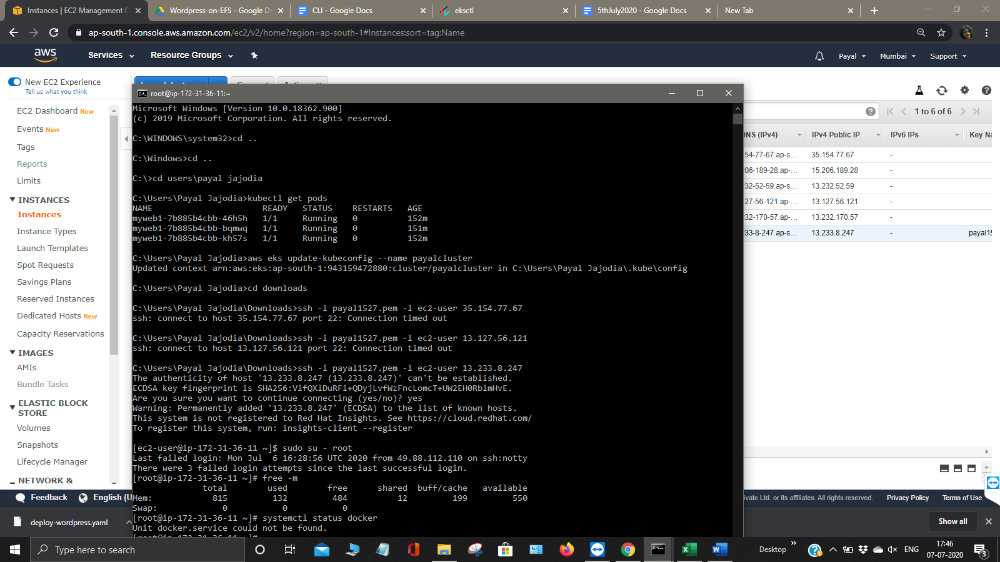 Instances | EC2 Management C
Wordpress-on-EFS - Google Dr
CLI - Google Docs
eksctl
5thJuly2020 - Google Docs
New Tab
ap-south-1.console.aws.amazon.com/ec2/v2/home?region=ap-south-1#Instances:sort=tag:Name
aws
Services
Resource Groups
Payal
Mumbai
Support
New EC2 Experience
Tell us what you think
EC2 Dashboard New
Events New
Tags
Reports
Limits
INSTANCES
Instances
Instance Types
Launch Templates
Spot Requests
Savings Plans
Reserved Instances
Dedicated Hosts New
Capacity Reservations
IMAGES
AMIs
Bundle Tasks
ELASTIC BLOCK
STORE
Volumes
Snapshots
Lifecycle Manager
NETWORK &
Feedback
English (U
root@ip-172-31-36-11:~
Microsoft Windows [Version 10.0.18362.900]
(c) 2019 Microsoft Corporation. All rights reserved.
C:\WINDOWS\system32>cd ..
C:\Windows>cd ..
C:\>cd users\payal jajodia
C:\Users\Payal Jajodia>kubectl get pods
NAME READY STATUS RESTARTS AGE
myweb1-7b885b4cbb-46h5h 1/1 Running 0 152m
myweb1-7b885b4cbb-bqmwq 1/1 Running 0 151m
myweb1-7b885b4cbb-kh57s 1/1 Running 0 152m
C:\Users\Payal Jajodia>aws eks update-kubeconfig --name payalcluster
Updated context arn:aws:eks:ap-south-1:943159472880:cluster/payalcluster in C:\Users\Payal Jajodia\.kube\config
C:\Users\Payal Jajodia>cd downloads
C:\Users\Payal Jajodia\Downloads>ssh -i payal1527.pem -l ec2-user 35.154.77.67
ssh: connect to host 35.154.77.67 port 22: Connection timed out
C:\Users\Payal Jajodia\Downloads>ssh -i payal1527.pem -l ec2-user 13.127.56.121
ssh: connect to host 13.127.56.121 port 22: Connection timed out
C:\Users\Payal Jajodia\Downloads>ssh -i payal1527.pem -l ec2-user 13.233.8.247
The authenticity of host '13.233.8.247 (13.233.8.247)' can't be established.
ECDSA key fingerprint is SHA256:VifQXlDuRFi+QDyjLvfWzFncLomcT+UW2EH0RblmHvE.
Are you sure you want to continue connecting (yes/no)? yes
Warning: Permanently added '13.233.8.247' (ECDSA) to the list of known hosts.
This system is not registered to Red Hat Insights. See https://cloud.redhat.com/
To register this system, run: insights-client --register
[ec2-user@ip-172-31-36-11 ~]$ sudo su - root
Last failed login: Mon Jul  6 16:28:56 UTC 2020 from 49.88.112.110 on ssh:notty
There were 3 failed login attempts since the last successful login.
[root@ip-172-31-36-11 ~]# free -m
total used free shared buff/cache available
Mem: 815 132 484 12 199 550
Swap: 0 0 0
[root@ip-172-31-36-11 ~]# systemctl status docker
Unit docker.service could not be found.
[root@ip-172-31-36-11 ~]#
1 to 6 of 6
DNS (IPv4) IPv4 Public IP IPv6 IPs Key Na
54-77-67.ap-s... 35.154.77.67 -
06-189-28.ap-... 15.206.189.28 -
32-52-59.ap-s... 13.232.52.59 -
27-56-121.ap-... 13.127.56.121 -
32-170-57.ap-... 13.232.170.57 -
33-8-247.ap-s... 13.233.8.247 - payal15
ivate Ltd. or its affiliates. All rights reserved.
Privacy Policy
Terms of Use
deploy-wordpress.yaml
Show all
Type here to search
Desktop
ENG
17:46
07-07-2020
3